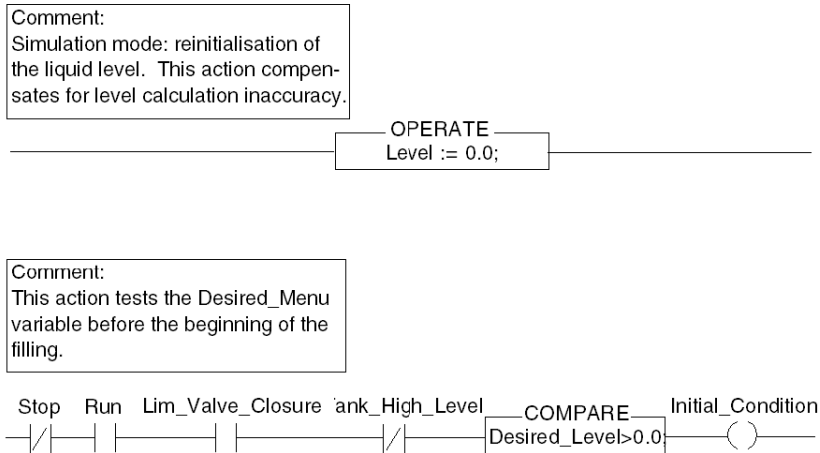 Comment:
Simulation mode: reinitialisation of
the liquid level. This action compen-
sates for level calculation inaccuracy.
OPERATE
Level := 0.0;
Comment:
This action tests the Desired_Menu
variable before the beginning of the
filling.
Stop Run Lim_Valve_Closure ank_High_Level COMPARE Initial_Condition
Desired_Level>0.0;